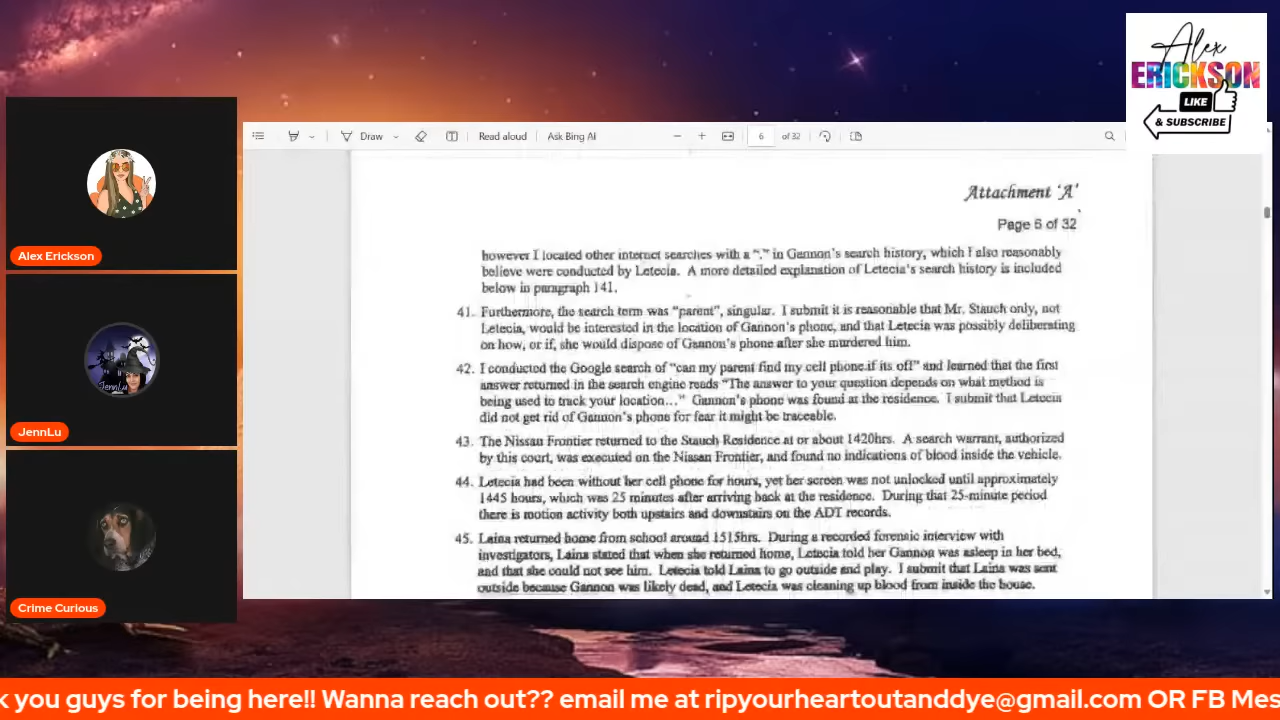 Alex
ERICKSON
LIKE
& SUBSCRIBE
Draw
Read aloud
Ask Bing AI
6
of 32
Attachment 'A'
Page 6 of 32
however I located other internet searches with a "." in Gannon's search history, which I also reasonably
believe were conducted by Letecia. A more detailed explanation of Letecia's search history is included
below in paragraph 141.
41. Furthermore, the search term was "parent", singular. I submit it is reasonable that Mr. Stauch only, not
Letecia, would be interested in the location of Gannon's phone, and that Letecia was possibly deliberating
on how, or if, she would dispose of Gannon's phone after she murdered him.
42. I conducted the Google search of "can my parent find my cell phone.if its off" and learned that the first
answer returned in the search engine reads "The answer to your question depends on what method is
being used to track your location..." Gannon's phone was found at the residence. I submit that Letecia
did not get rid of Gannon's phone for fear it might be traceable.
43. The Nissan Frontier returned to the Stauch Residence at or about 1420hrs. A search warrant, authorized
by this court, was executed on the Nissan Frontier, and found no indications of blood inside the vehicle.
44. Letecia had been without her cell phone for hours, yet her screen was not unlocked until approximately
1445 hours, which was 25 minutes after arriving back at the residence. During that 25-minute period
there is motion activity both upstairs and downstairs on the ADT records.
45. Laina returned home from school around 1515hrs. During a recorded forensic interview with
investigators, Laina stated that when she returned home, Letecia told her Gannon was asleep in her bed,
and that she could not see him. Letecia told Laina to go outside and play. I submit that Laina was sent
outside because Gannon was likely dead, and Letecia was cleaning up blood from inside the house.
Alex Erickson
JennLu
JennLu
Crime Curious
k you guys for being here!! Wanna reach out?? email me at ripyourheartoutanddye@gmail.com OR FB Mes